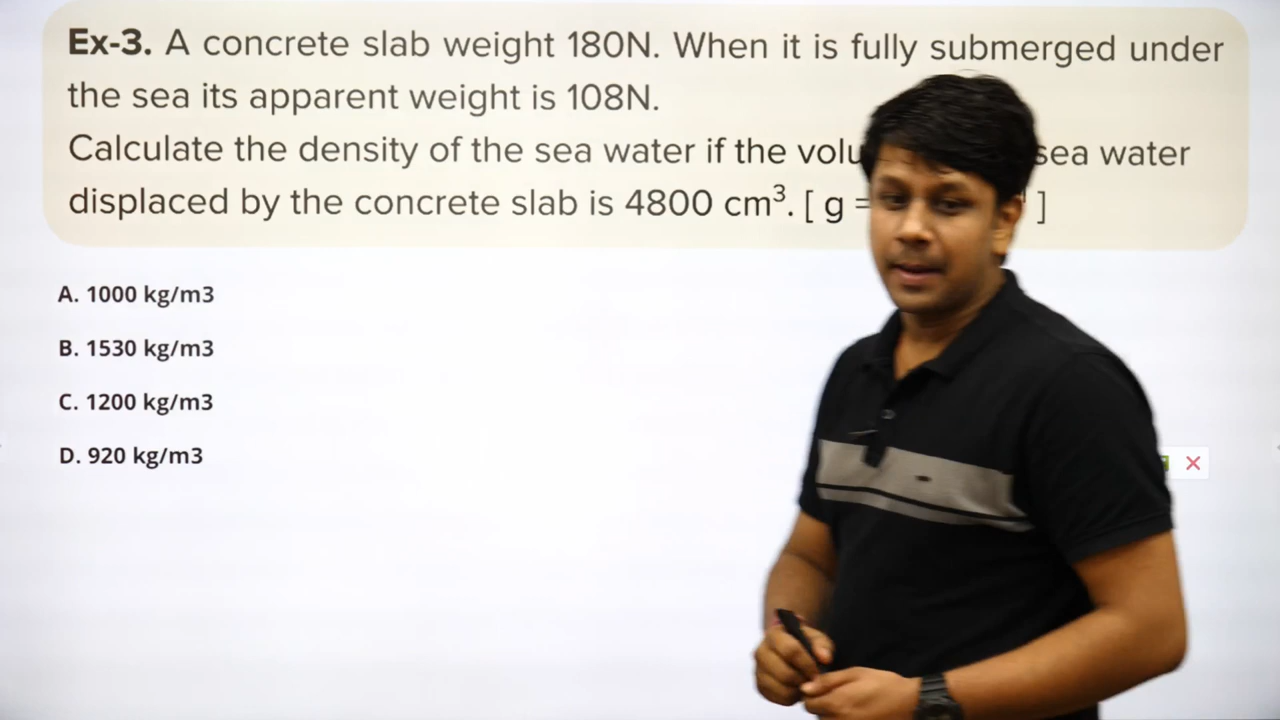 Ex-3. A concrete slab weight 180N. When it is fully submerged under
the sea its apparent weight is 108N.
Calculate the density of the sea water if the sea water
displaced by the concrete slab is 4800 cm³. [ g = ]
A. 1000 kg/m3
B. 1530 kg/m3
C. 1200 kg/m3
D. 920 kg/m3